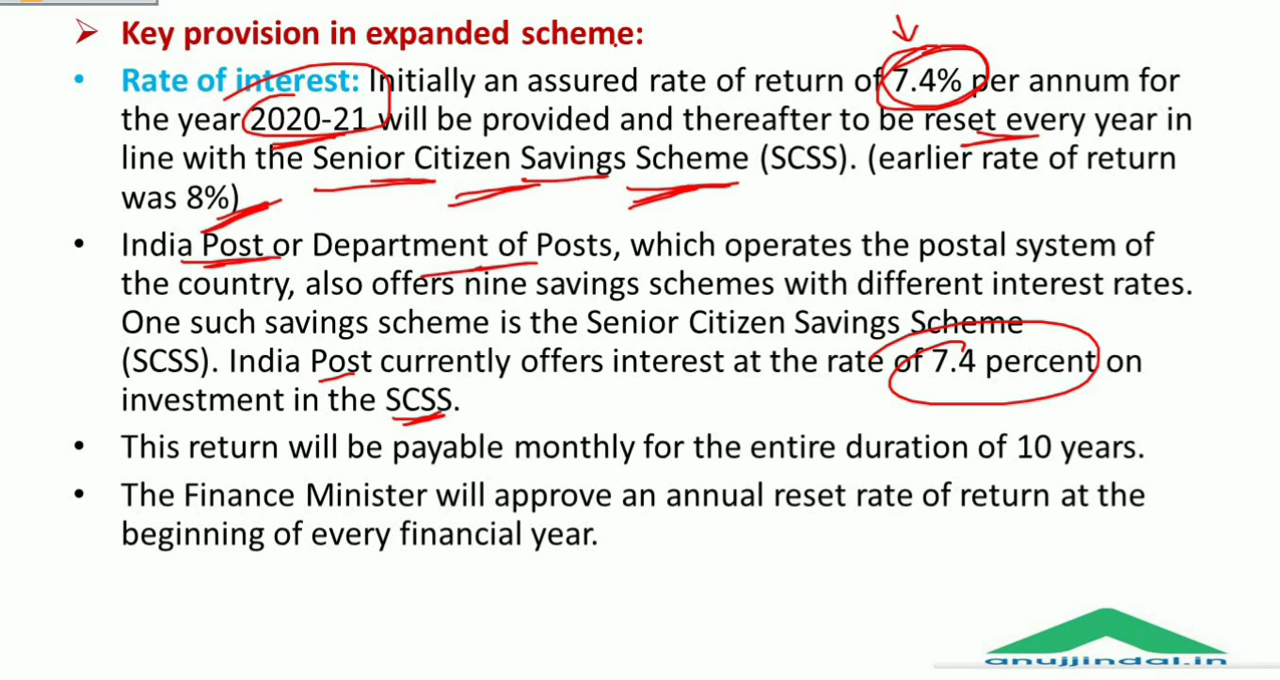 ➢ Key provision in expanded scheme:
• Rate of interest: Initially an assured rate of return of 7.4% per annum for
the year 2020-21 will be provided and thereafter to be reset every year in
line with the Senior Citizen Savings Scheme (SCSS). (earlier rate of return
was 8%)
• India Post or Department of Posts, which operates the postal system of
the country, also offers nine savings schemes with different interest rates.
One such savings scheme is the Senior Citizen Savings Scheme
(SCSS). India Post currently offers interest at the rate of 7.4 percent on
investment in the SCSS.
• This return will be payable monthly for the entire duration of 10 years.
• The Finance Minister will approve an annual reset rate of return at the
beginning of every financial year.
anujjindal.in